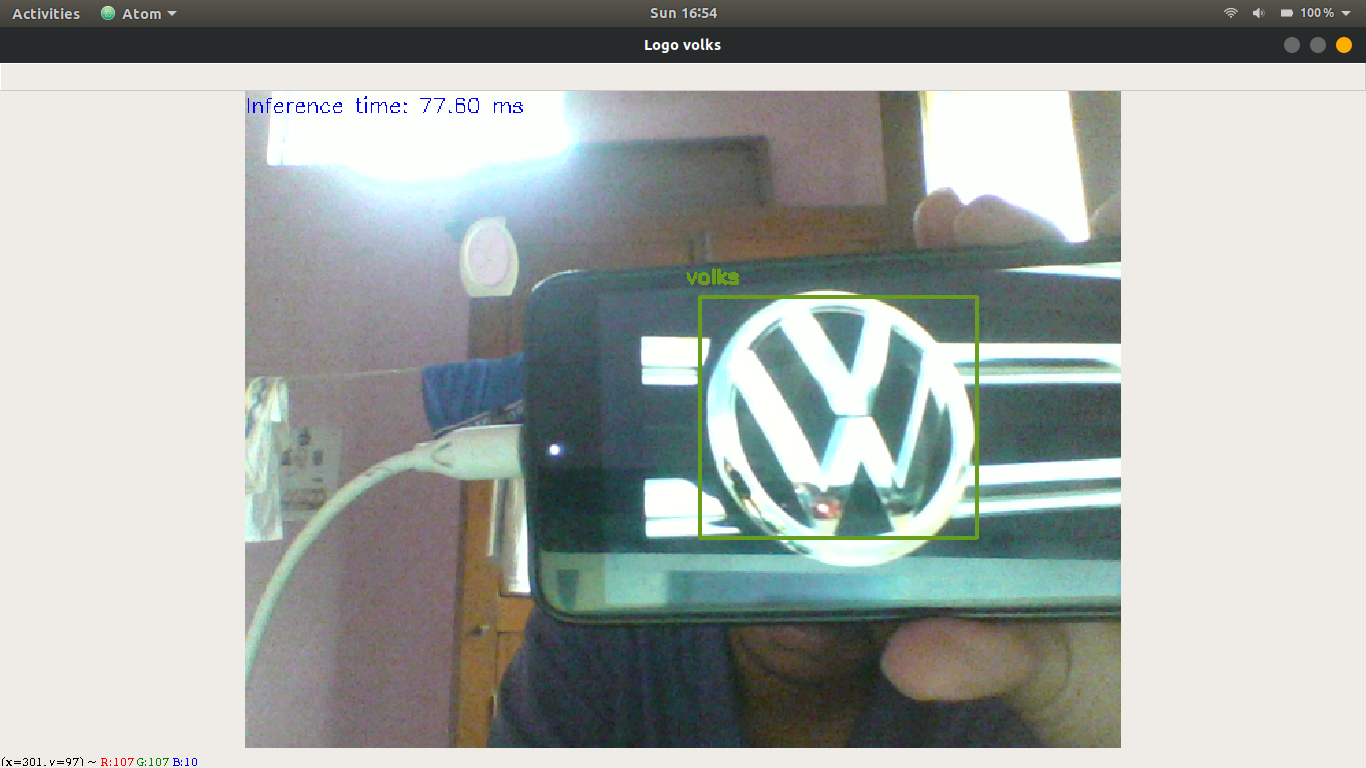 Activities Atom Sun 16:54 100%
Logo volks
Inference time: 77.60 ms
volks
(x=301, y=97) ~ R:107 G:107 B:10